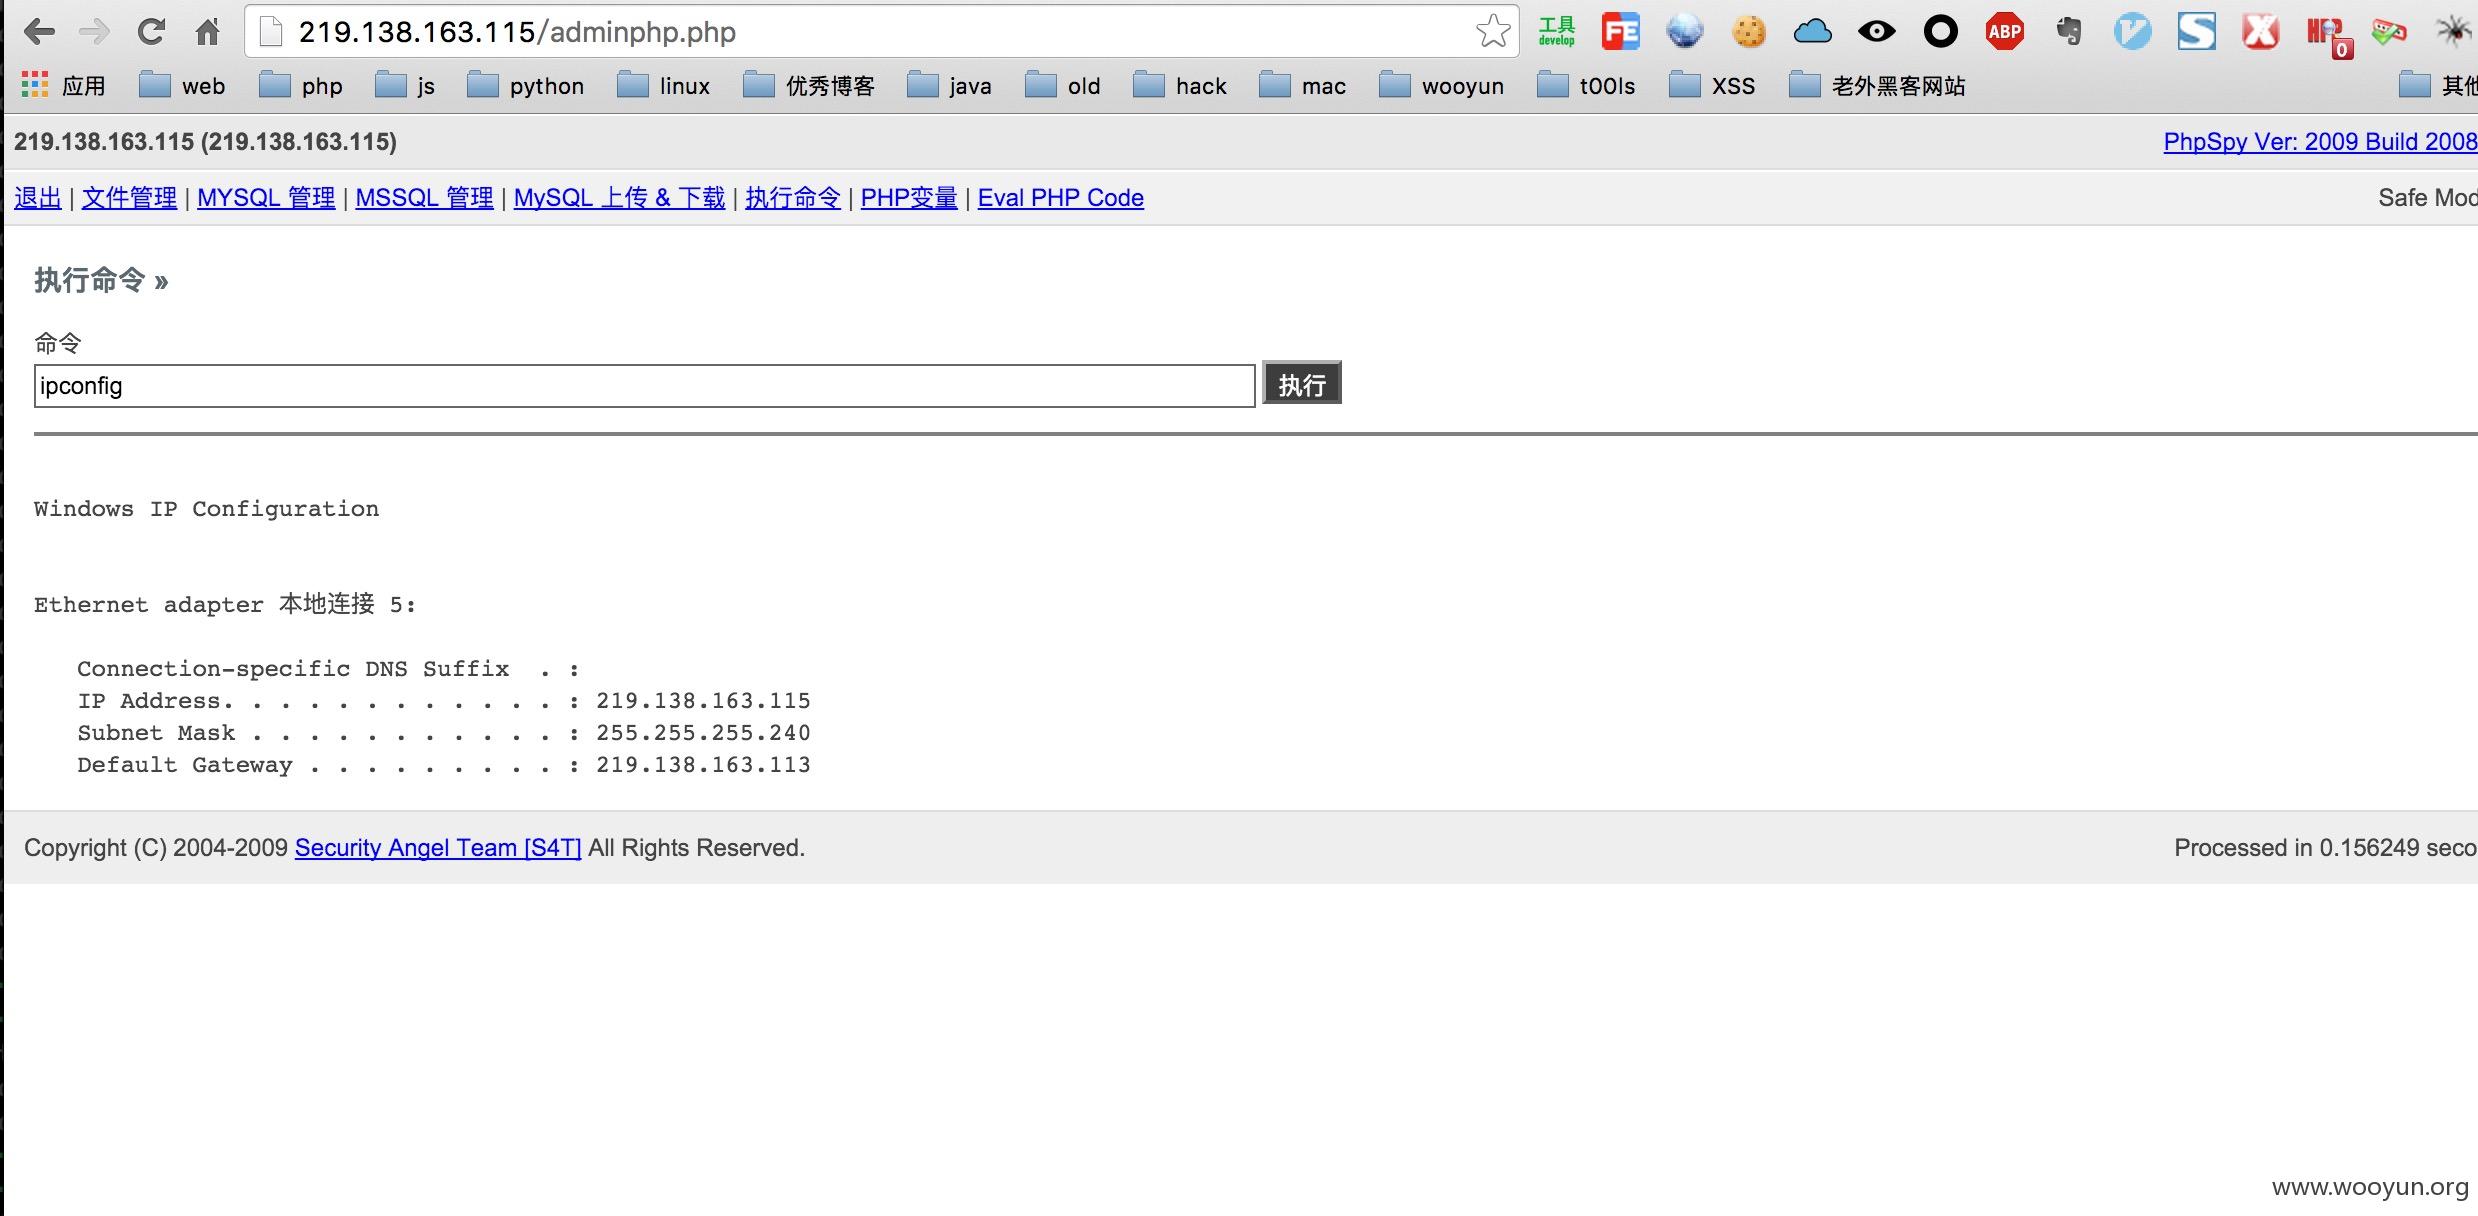 219.138.163.115/adminphp.php
工具
develop
FE
ABP
0
应用 web php js python linux 优秀博客 java old hack mac wooyun t00ls XSS 老外黑客网站 其他
219.138.163.115 (219.138.163.115) PhpSpy Ver: 2009 Build 2008
退出 | 文件管理 | MYSQL 管理 | MSSQL 管理 | MySQL 上传 & 下载 | 执行命令 | PHP变量 | Eval PHP Code Safe Mod
执行命令 »
命令
ipconfig 执行
Windows IP Configuration
Ethernet adapter 本地连接 5:
Connection-specific DNS Suffix . :
IP Address. . . . . . . . . . . . : 219.138.163.115
Subnet Mask . . . . . . . . . . . : 255.255.255.240
Default Gateway . . . . . . . . . : 219.138.163.113
Copyright (C) 2004-2009 Security Angel Team [S4T] All Rights Reserved. Processed in 0.156249 seco
www.wooyun.org